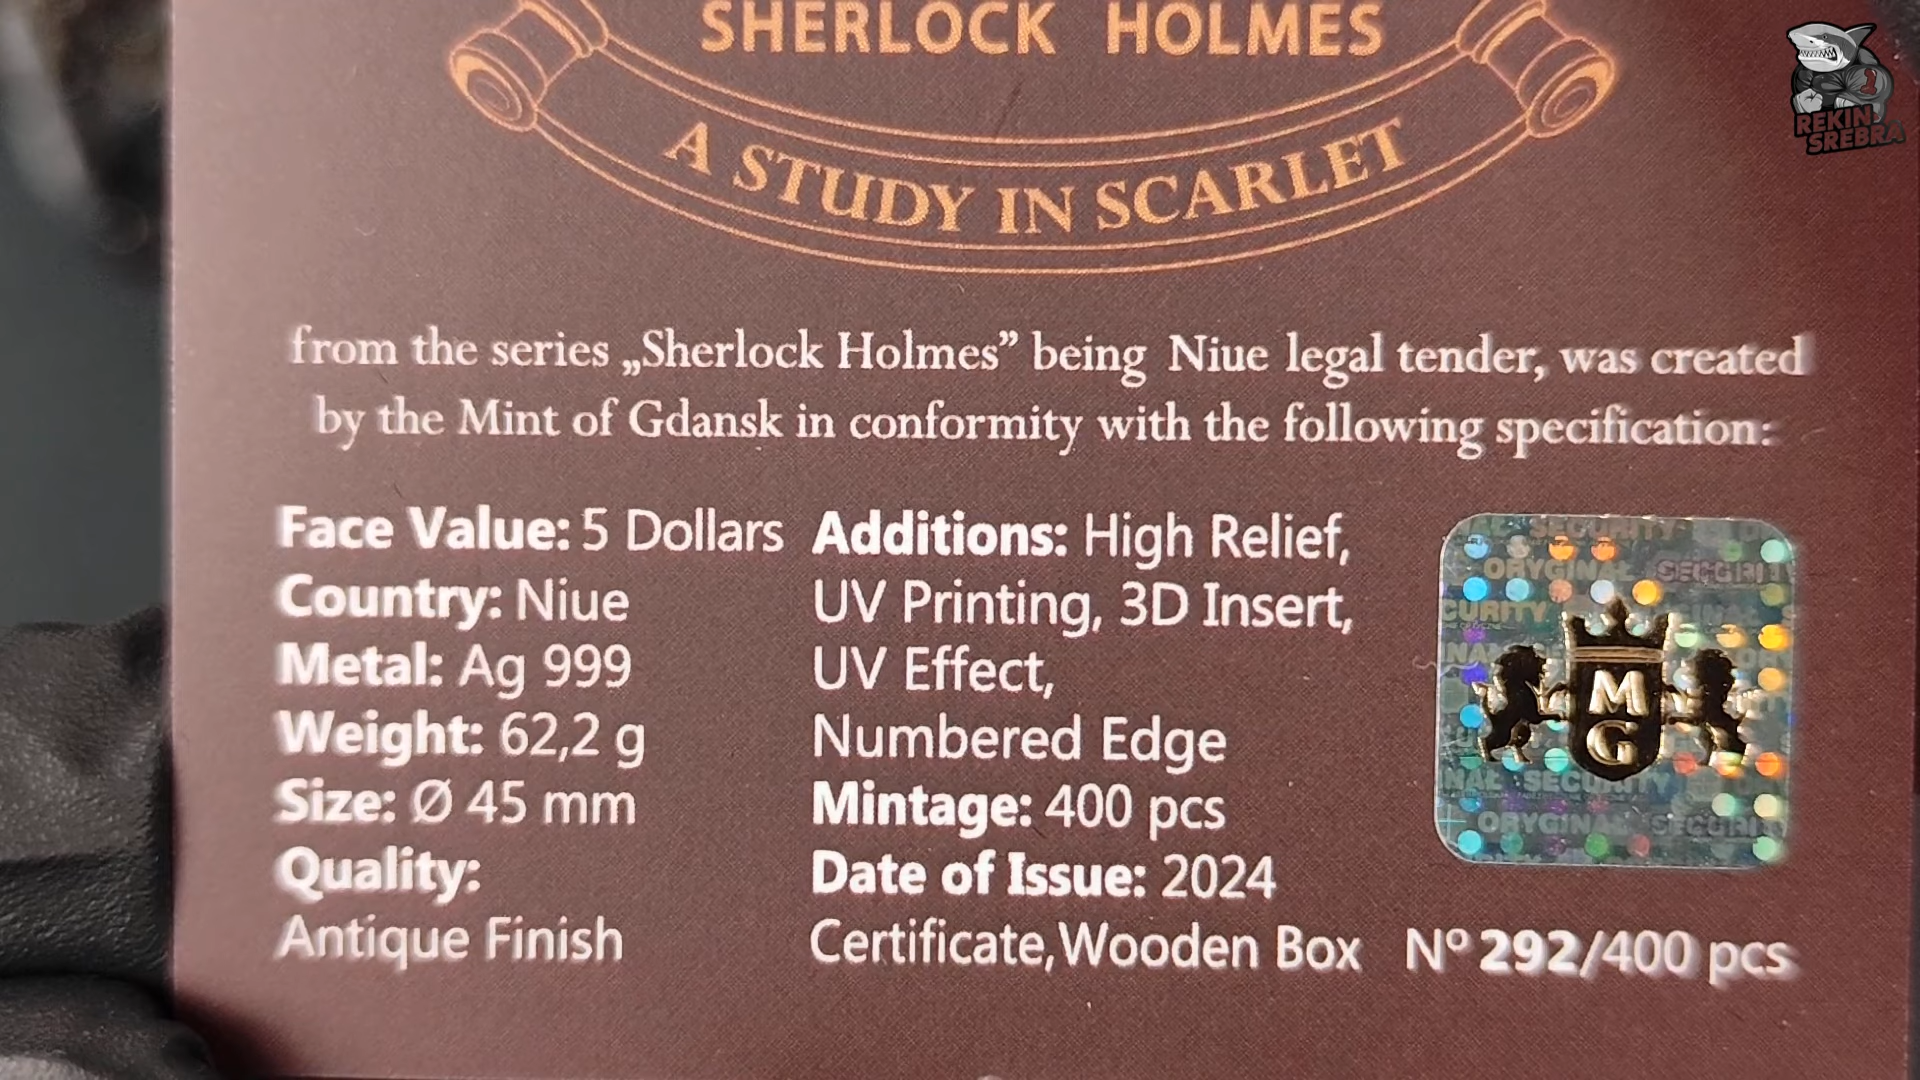 SHERLOCK HOLMES
A STUDY IN SCARLET
from the series „Sherlock Holmes” being Niue legal tender, was created
by the Mint of Gdansk in conformity with the following specification:
Face Value: 5 Dollars
Country: Niue
Metal: Ag 999
Weight: 62,2 g
Size: Ø 45 mm
Quality:
Antique Finish
Additions: High Relief,
UV Printing, 3D Insert,
UV Effect,
Numbered Edge
Mintage: 400 pcs
Date of Issue: 2024
Certificate,Wooden Box
M
G
Nº 292/400 pcs
REKIN
SREBRA